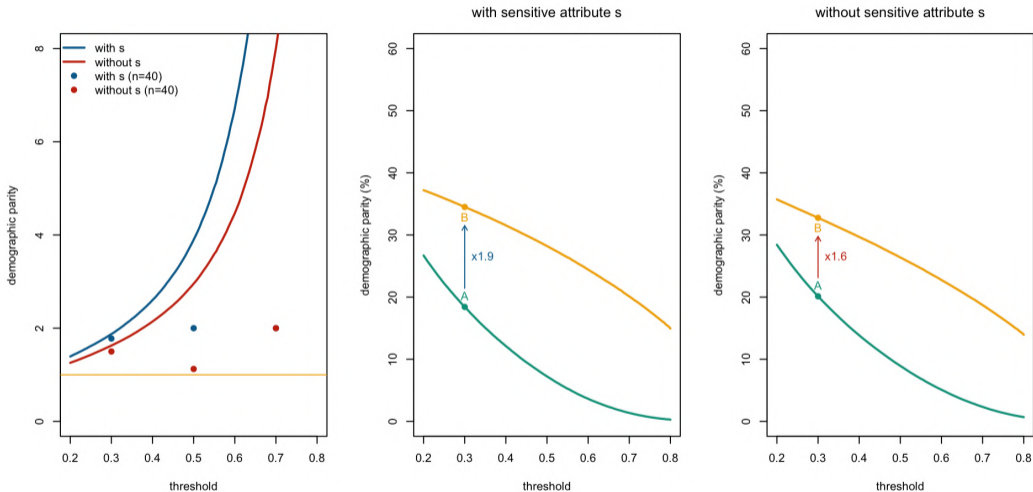 with s
without s
with s (n=40)
without s (n=40)
demographic parity
0
2
4
6
8
0.2 0.3 0.4 0.5 0.6 0.7 0.8
threshold
with sensitive attribute s
demographic parity (%)
0
10
20
30
40
50
60
B
x1.9
A
0.2 0.3 0.4 0.5 0.6 0.7 0.8
threshold
without sensitive attribute s
demographic parity (%)
0
10
20
30
40
50
60
B
x1.6
A
0.2 0.3 0.4 0.5 0.6 0.7 0.8
threshold